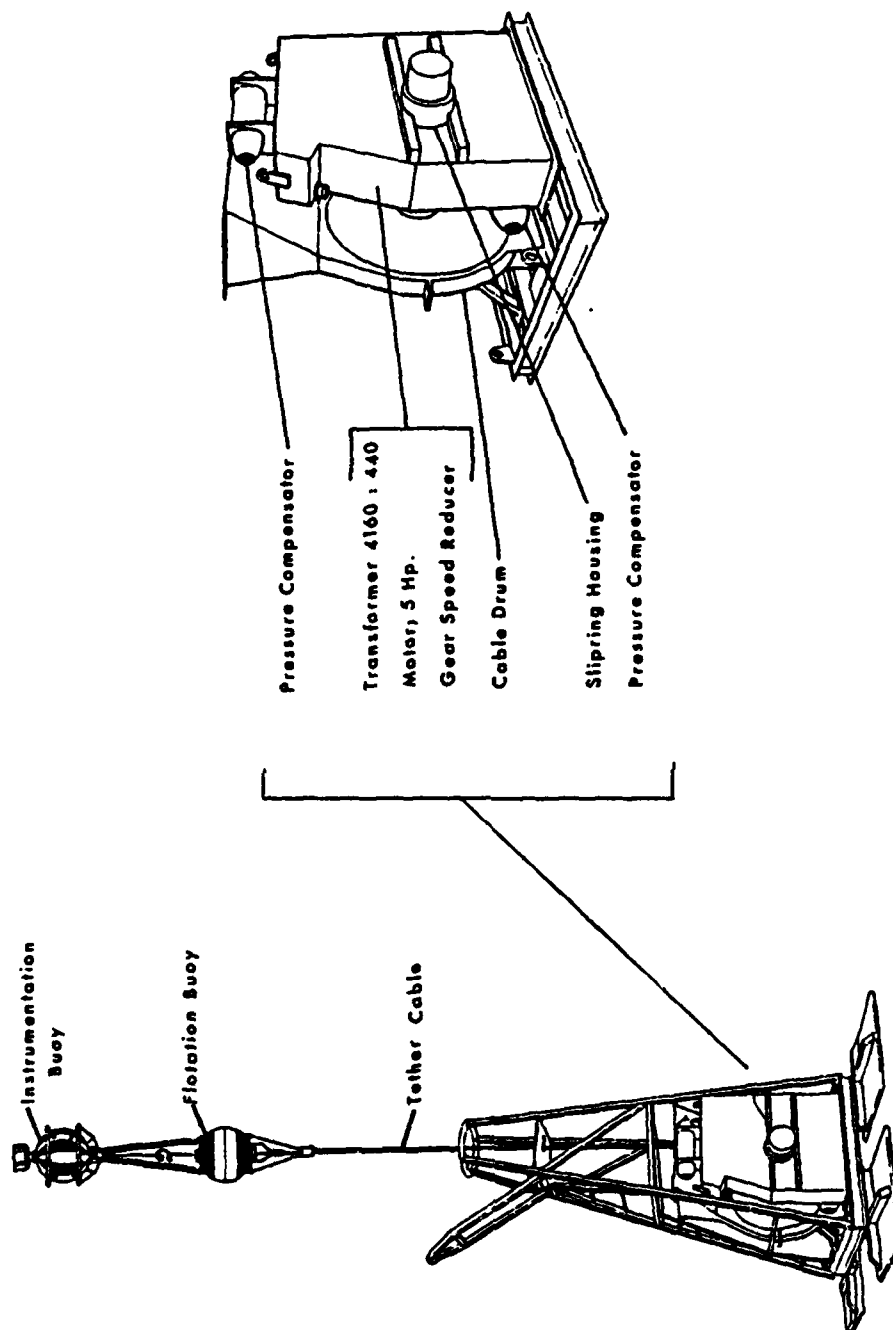 Instrumentation
Buoy
Flotation Buoy
Tether Cable
Pressure Compensator
Transformer 4160 : 440
Motor, 5 Hp.
Gear Speed Reducer
Cable Drum
Slipring Housing
Pressure Compensator